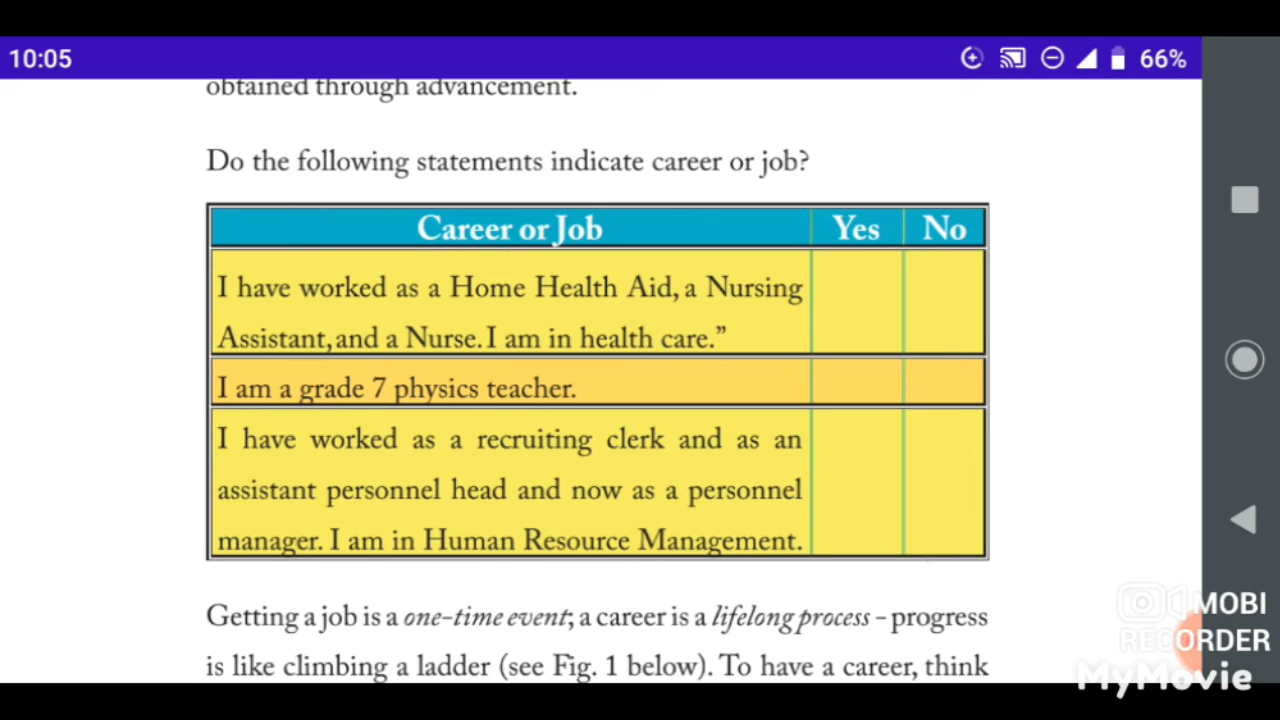 10:05
66%
obtained through advancement.
Do the following statements indicate career or job?
Career or Job Yes No
I have worked as a Home Health Aid, a Nursing
Assistant, and a Nurse. I am in health care.”
I am a grade 7 physics teacher.
I have worked as a recruiting clerk and as an
assistant personnel head and now as a personnel
manager. I am in Human Resource Management.
Getting a job is a one-time event; a career is a lifelong process – progress
is like climbing a ladder (see Fig. 1 below). To have a career, think
MOBI
RECORDER
MyMovie